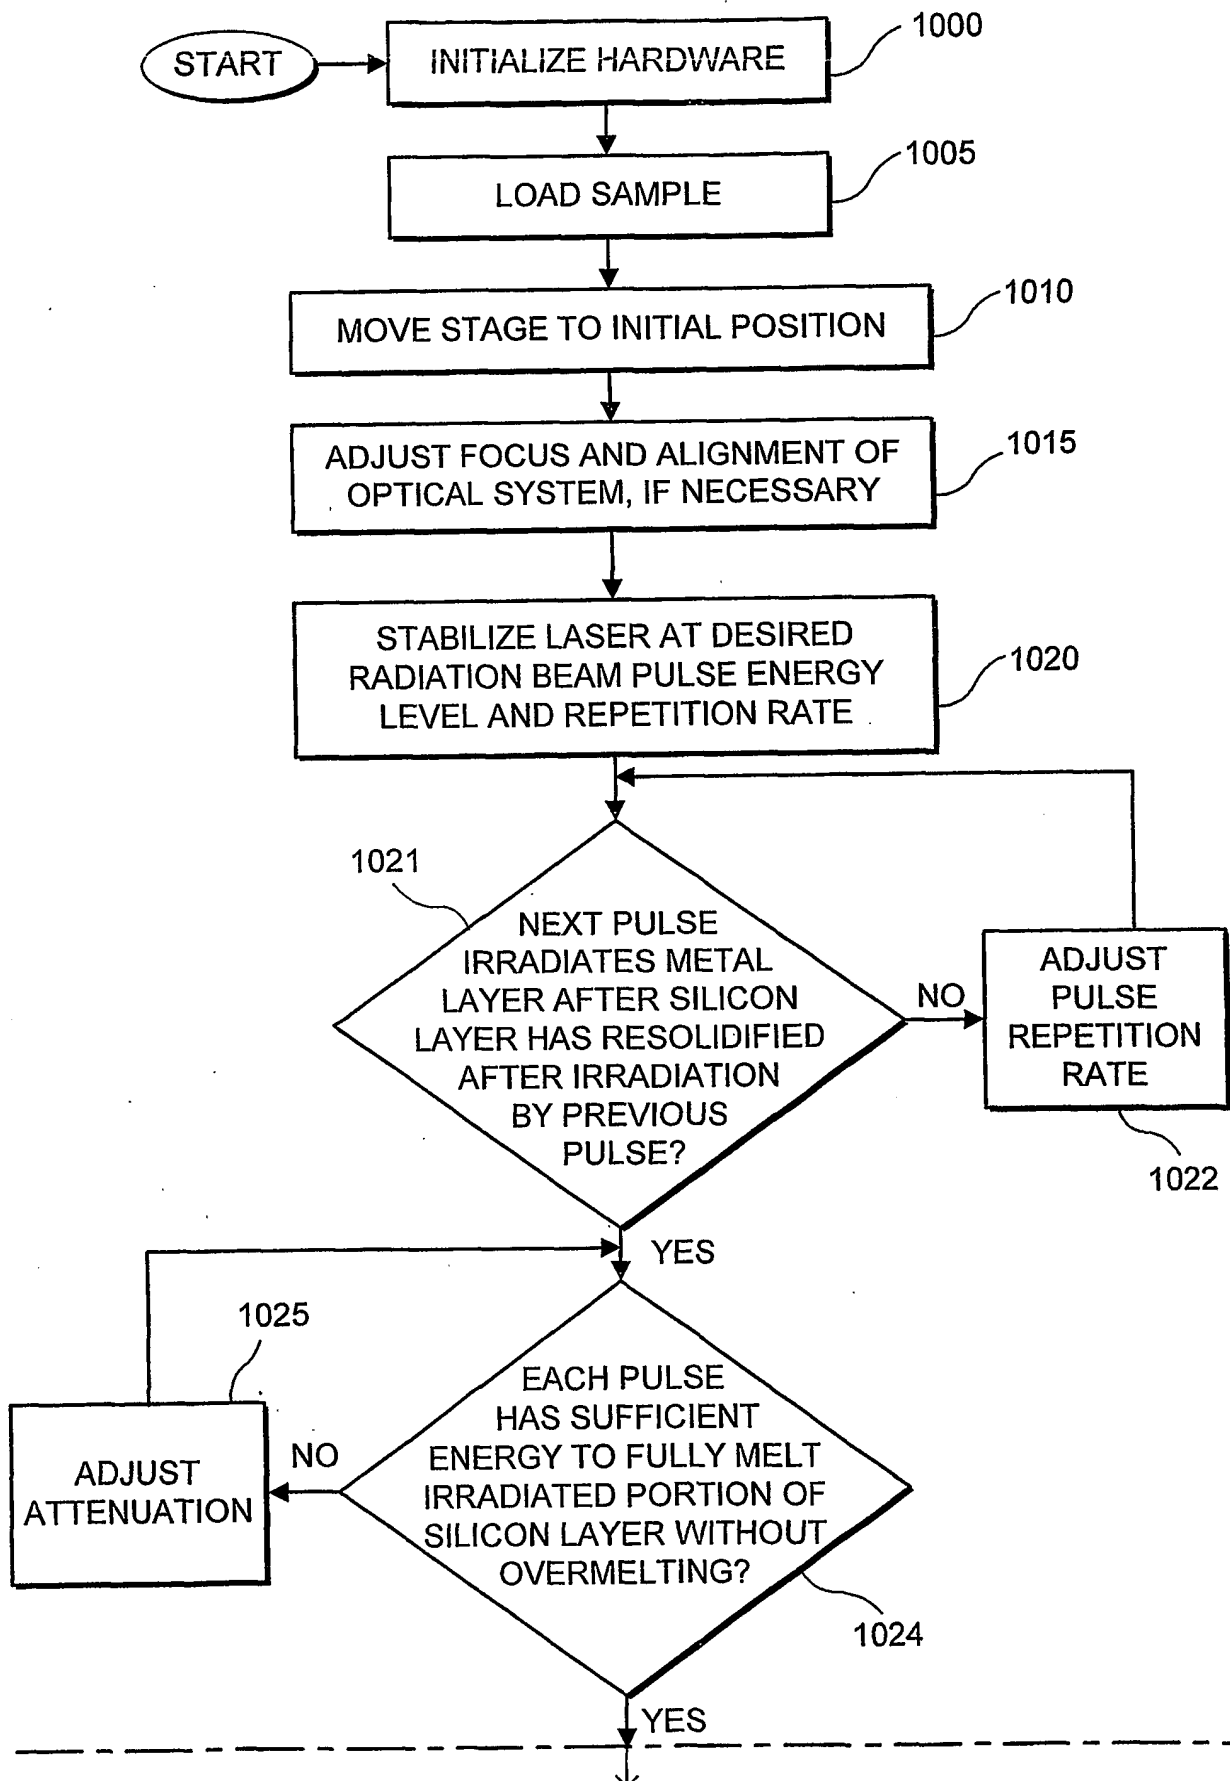 START
INITIALIZE HARDWARE
1000
LOAD SAMPLE
1005
MOVE STAGE TO INITIAL POSITION
1010
ADJUST FOCUS AND ALIGNMENT OF
OPTICAL SYSTEM, IF NECESSARY
1015
STABILIZE LASER AT DESIRED
RADIATION BEAM PULSE ENERGY
LEVEL AND REPETITION RATE
1020
1021
NEXT PULSE
IRRADIATES METAL
LAYER AFTER SILICON
LAYER HAS RESOLIDIFIED
AFTER IRRADIATION
BY PREVIOUS
PULSE?
NO
ADJUST
PULSE
REPETITION
RATE
1022
YES
1025
EACH PULSE
HAS SUFFICIENT
ENERGY TO FULLY MELT
IRRADIATED PORTION OF
SILICON LAYER WITHOUT
OVERMELTING?
NO
ADJUST
ATTENUATION
1024
YES